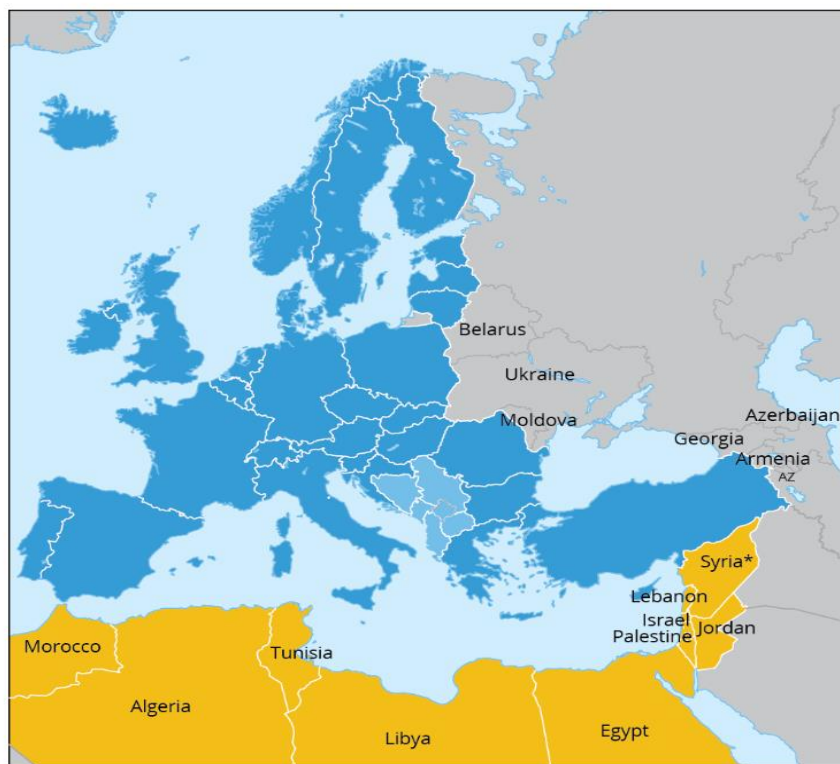 Belarus
Ukraine
Moldova
Azerbaijan
Georgia
Armenia
AZ
Syria*
Lebanon
Israel
Palestine
Jordan
Morocco
Tunisia
Algeria
Libya
Egypt